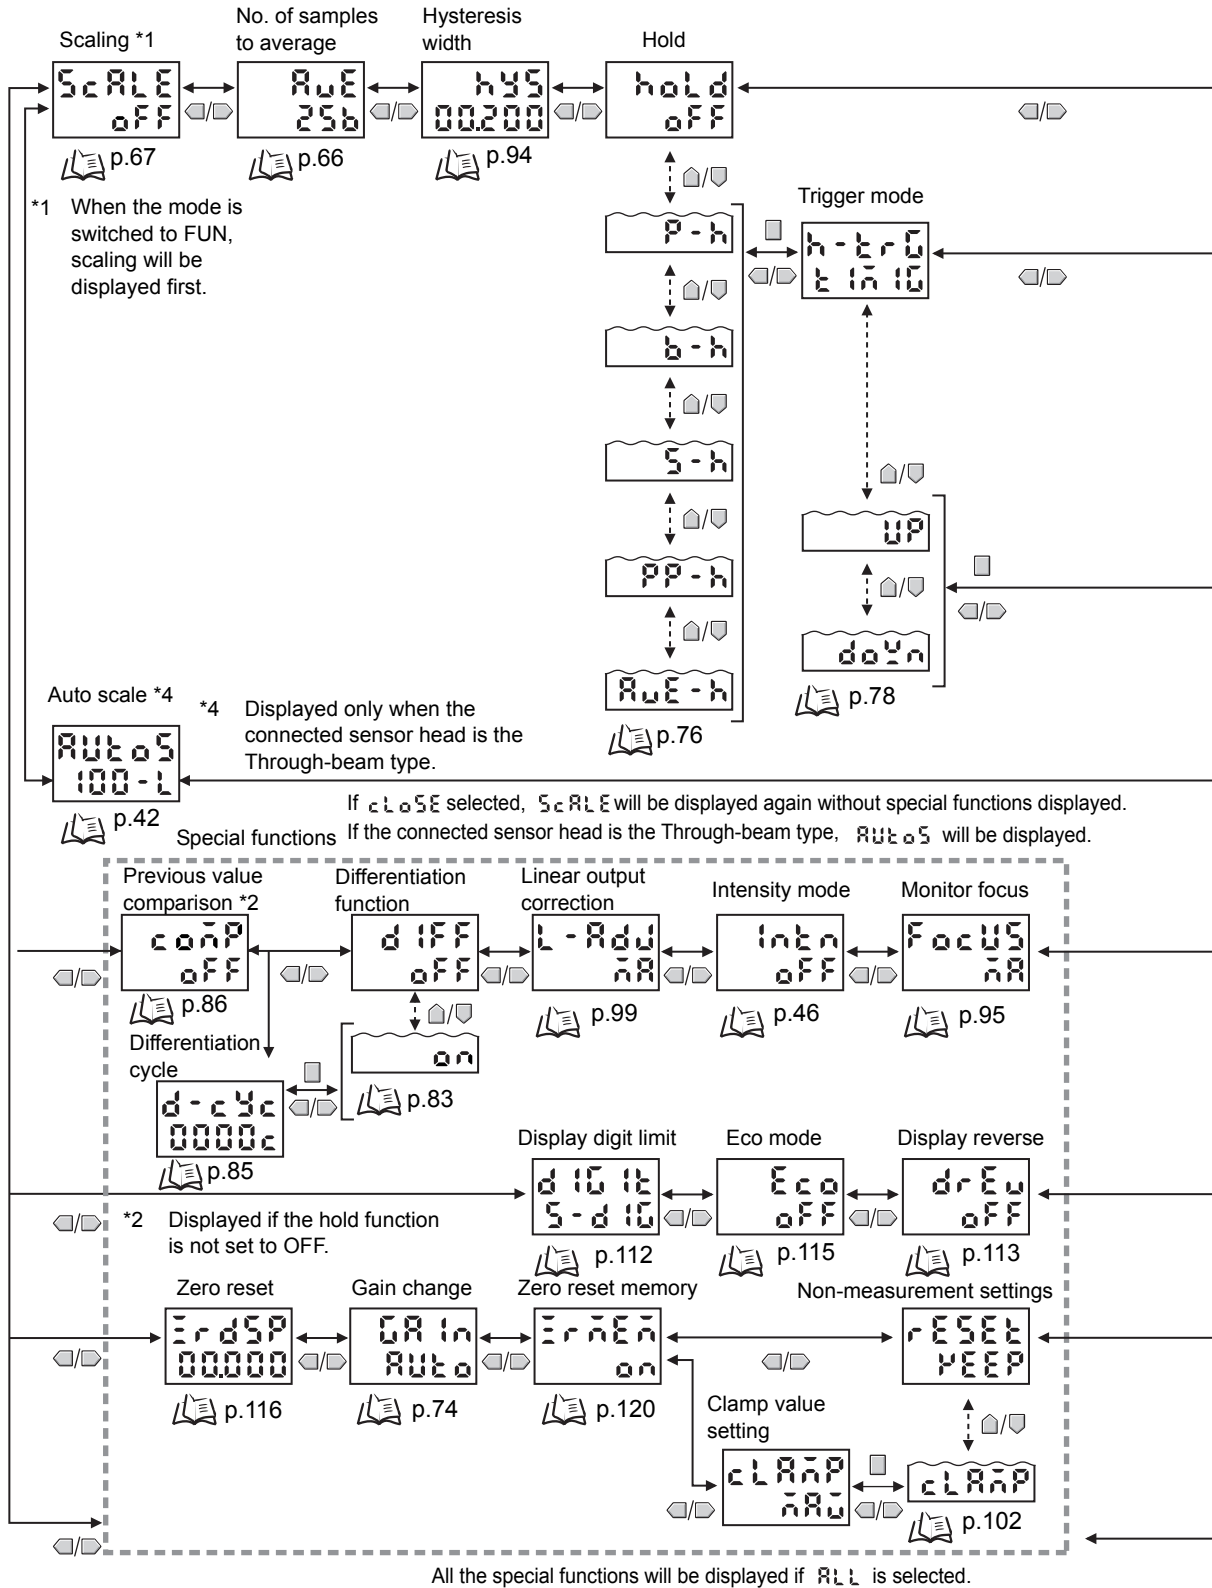 No. of samples
to average
Hysteresis
width
Scaling *1
Hold
ScALE
oFF
AvE
256
hYS
00.200
hoLd
oFF
p.67
p.66
p.94
*1 When the mode is
switched to FUN,
scaling will be
displayed first.
P-h
b-h
S-h
PP-h
AvE-h
p.76
Trigger mode
h-trG
tImIG
UP
doYn
p.78
Auto scale *4
AUtoS
100-L
p.42
*4 Displayed only when the
connected sensor head is the
Through-beam type.
If cLoSE selected, ScALE will be displayed again without special functions displayed.
If the connected sensor head is the Through-beam type, AUtoS will be displayed.
Special functions
Previous value
comparison *2
Differentiation
function
Linear output
correction
Intensity mode
Monitor focus
comP
oFF
dIFF
oFF
L-AdJ
mA
Intn
oFF
FocUS
mA
p.86
p.99
p.46
p.95
on
p.83
Differentiation
cycle
d-cYc
0000c
p.85
*2 Displayed if the hold function
is not set to OFF.
Display digit limit
Eco mode
Display reverse
dIGIt
5-dIG
Eco
oFF
drEv
oFF
p.112
p.115
p.113
Zero reset
Gain change
Zero reset memory
Non-measurement settings
ZrdSP
00.000
GAIn
AUto
ZrmEm
on
rESEt
KEEP
p.116
p.74
p.120
Clamp value
setting
cLAmP
mAv
cLAmP
p.102
All the special functions will be displayed if ALL is selected.